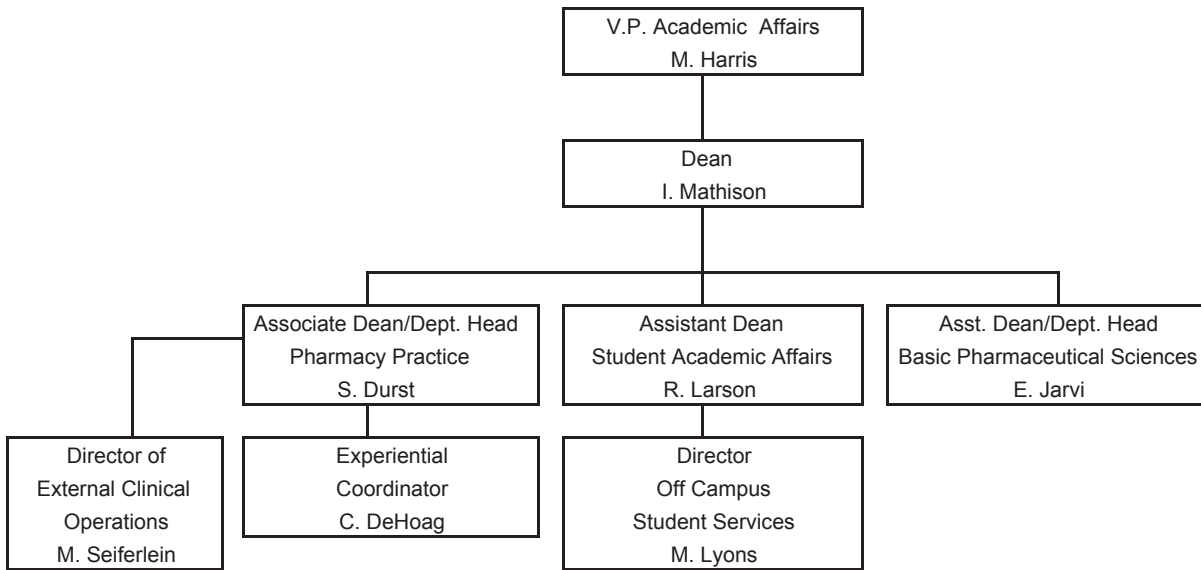 V.P. Academic Affairs
M. Harris
Dean
I. Mathison
Associate Dean/Dept. Head
Pharmacy Practice
S. Durst
Assistant Dean
Student Academic Affairs
R. Larson
Asst. Dean/Dept. Head
Basic Pharmaceutical Sciences
E. Jarvi
Director of
External Clinical
Operations
M. Seiferlein
Experiential
Coordinator
C. DeHoag
Director
Off Campus
Student Services
M. Lyons